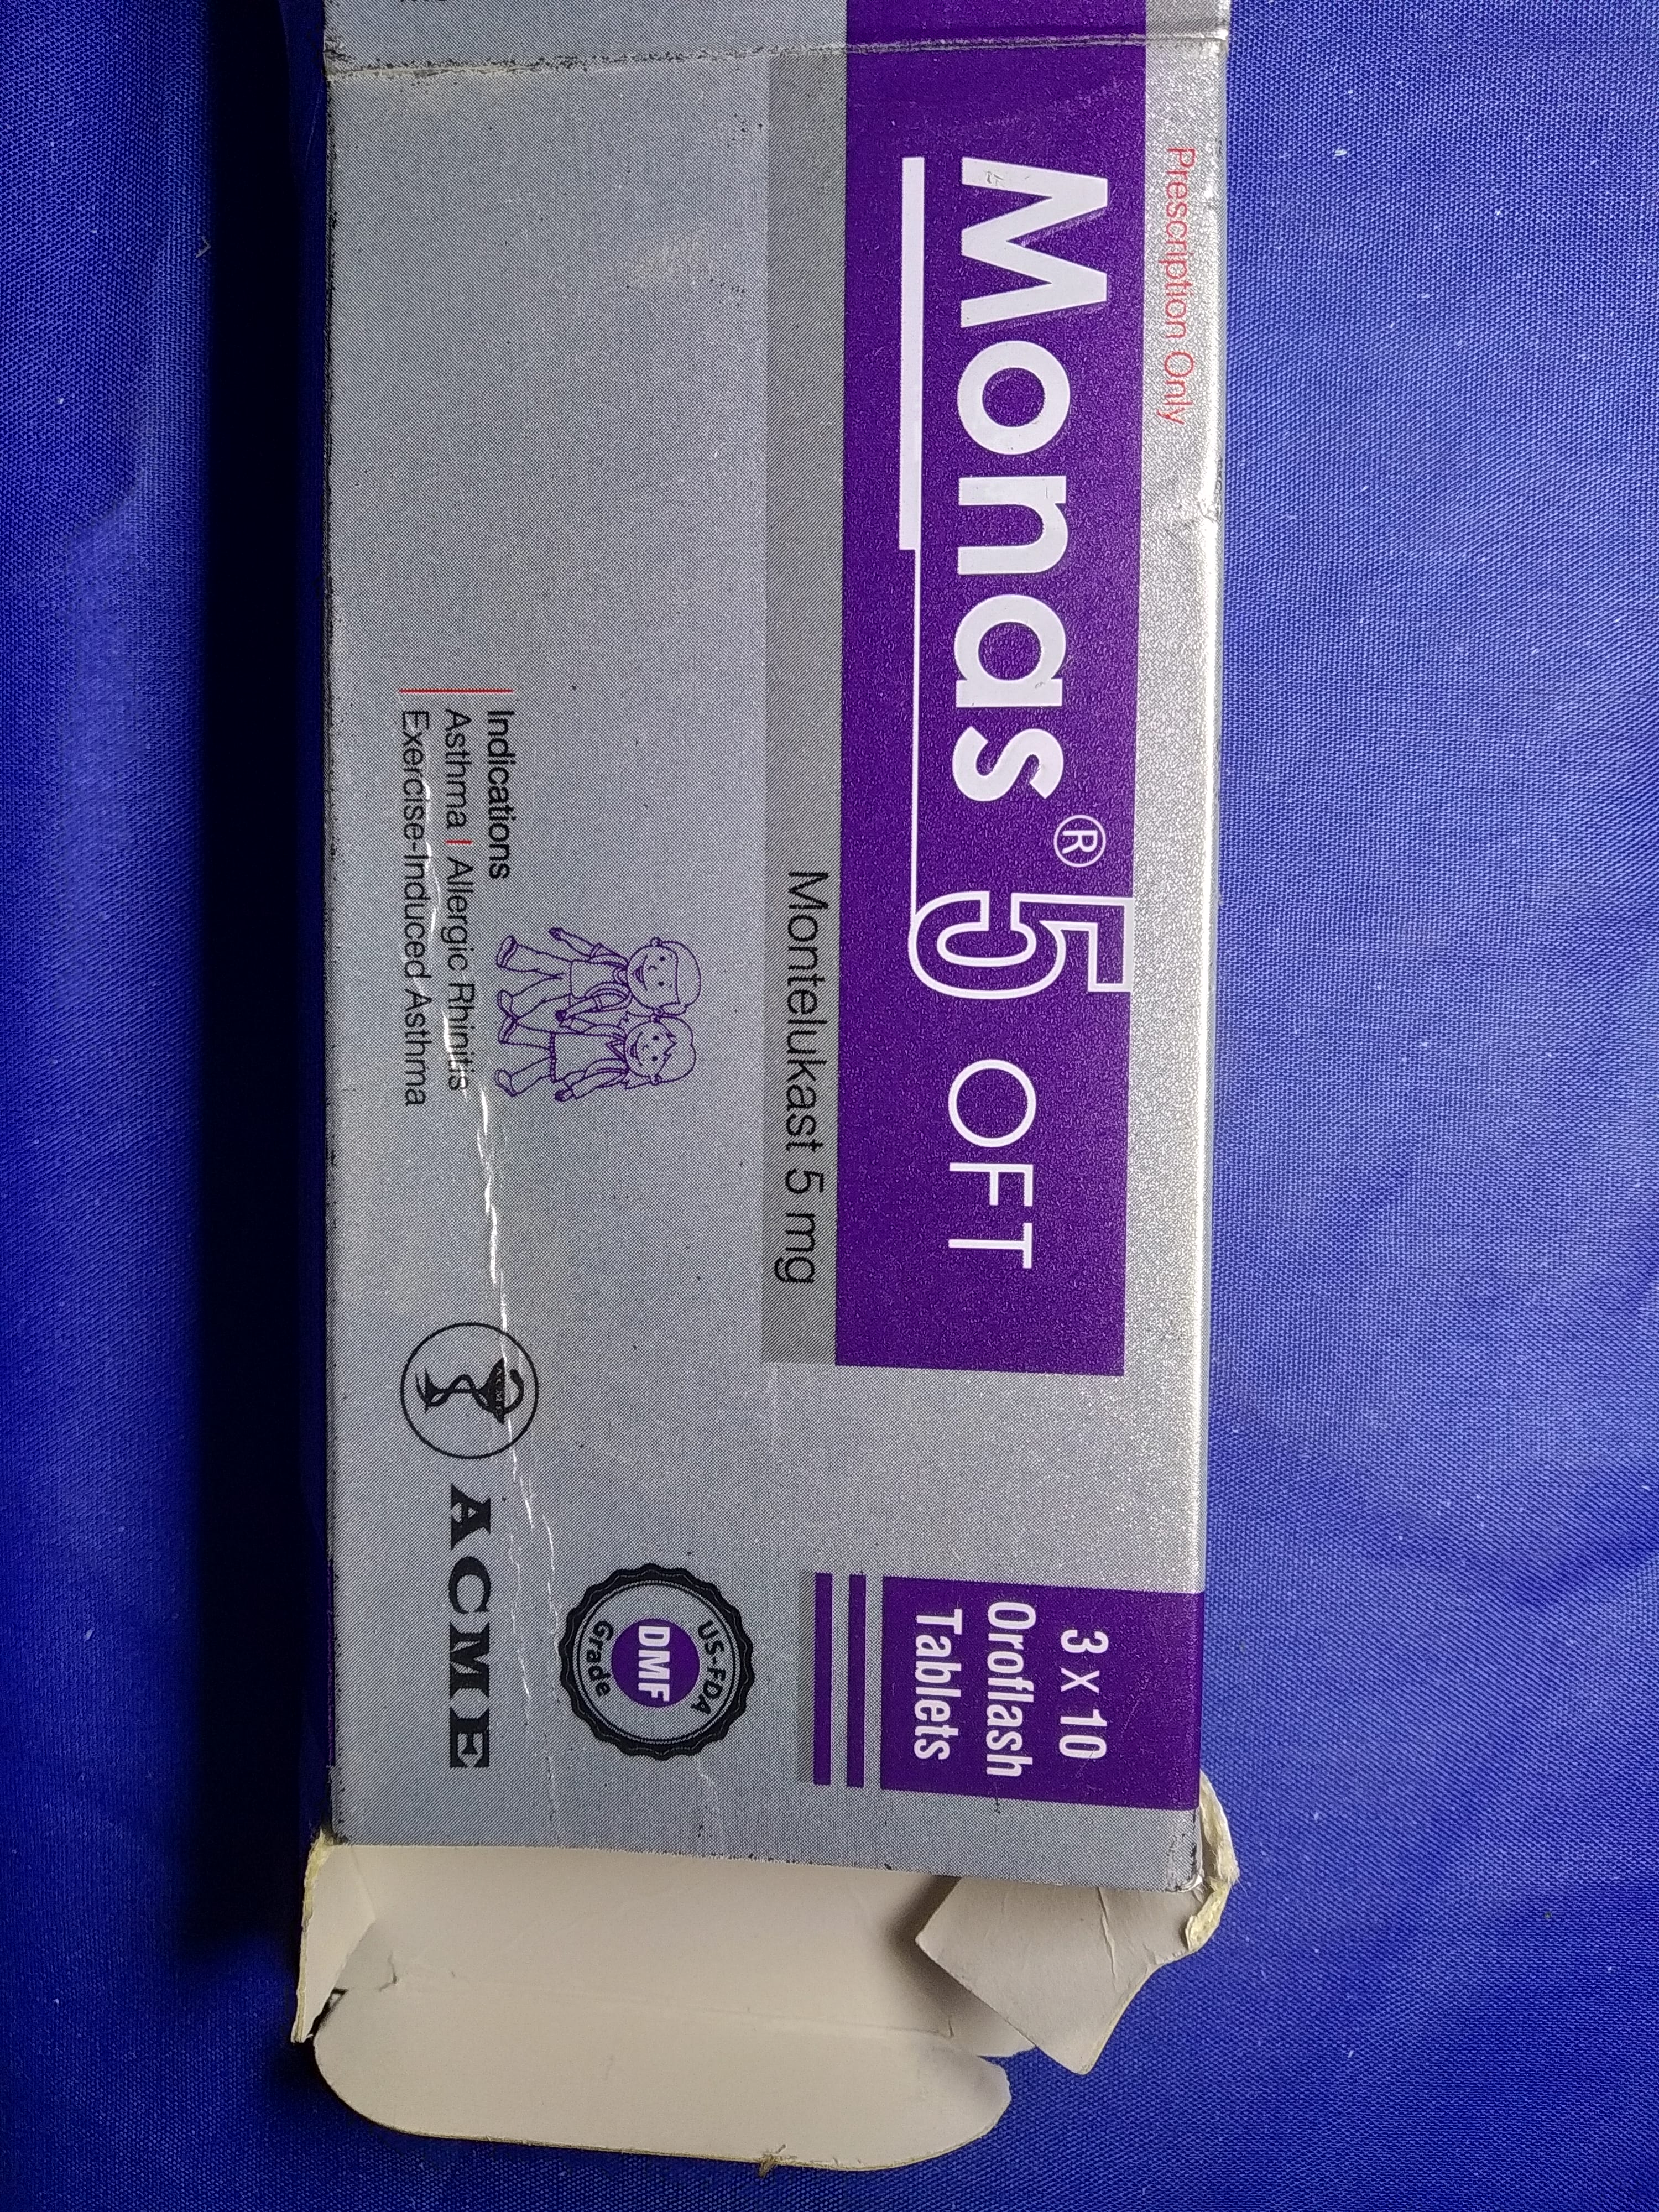 Prescription Only
Monas® 5 OFT
Montelukast 5 mg
3 x 10
Oroflash
Tablets
US-FDA
DMF
Grade
Indications
Asthma | Allergic Rhinitis
Exercise-Induced Asthma
ACME
ACME